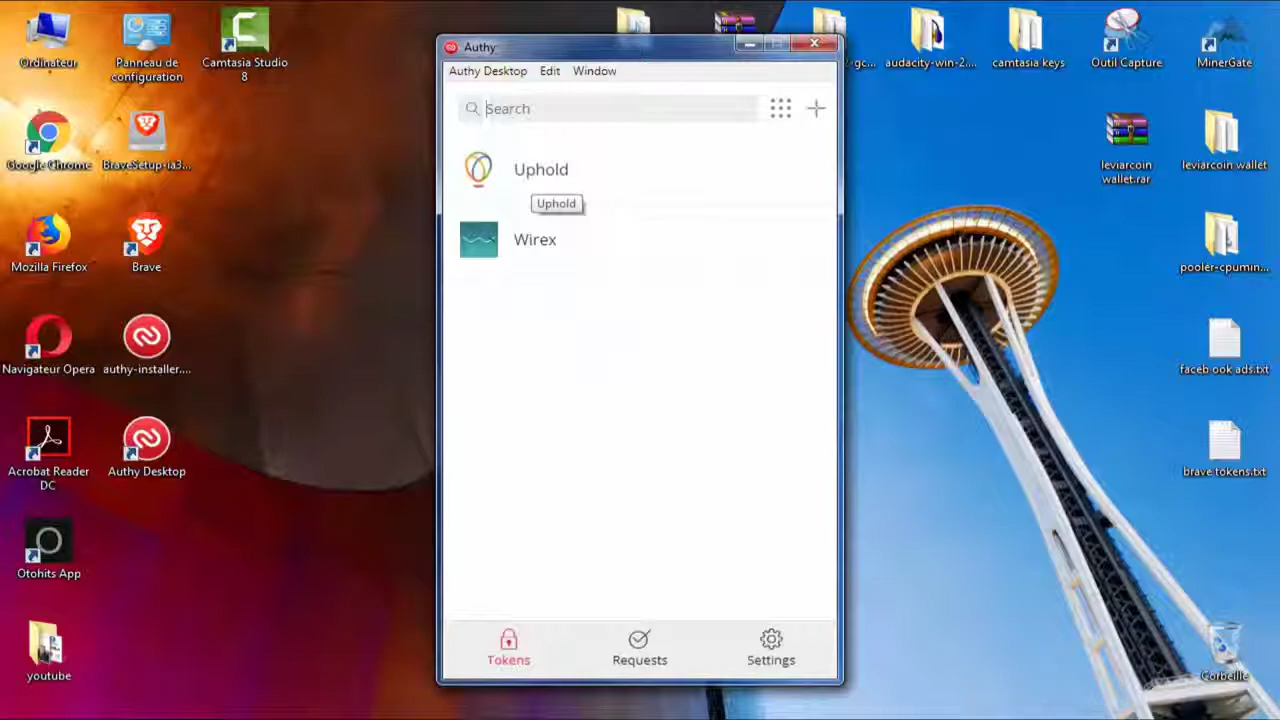 Ordinateur
Panneau de
configuration
Camtasia Studio
8
Google Chrome
BraveSetup-ia3...
Mozilla Firefox
Brave
Navigateur Opera
authy-installer....
Acrobat Reader
DC
Authy Desktop
Otohits App
youtube
Authy
Authy Desktop
Edit
Window
Search
Uphold
Uphold
Wirex
Tokens
Requests
Settings
audacity-win-2....
camtasia keys
Outil Capture
MinerGate
leviarcoin
wallet.rar
leviarcoin wallet
pooler-cpumin...
faceb ook ads.txt
brave tokens.txt
Corbeille